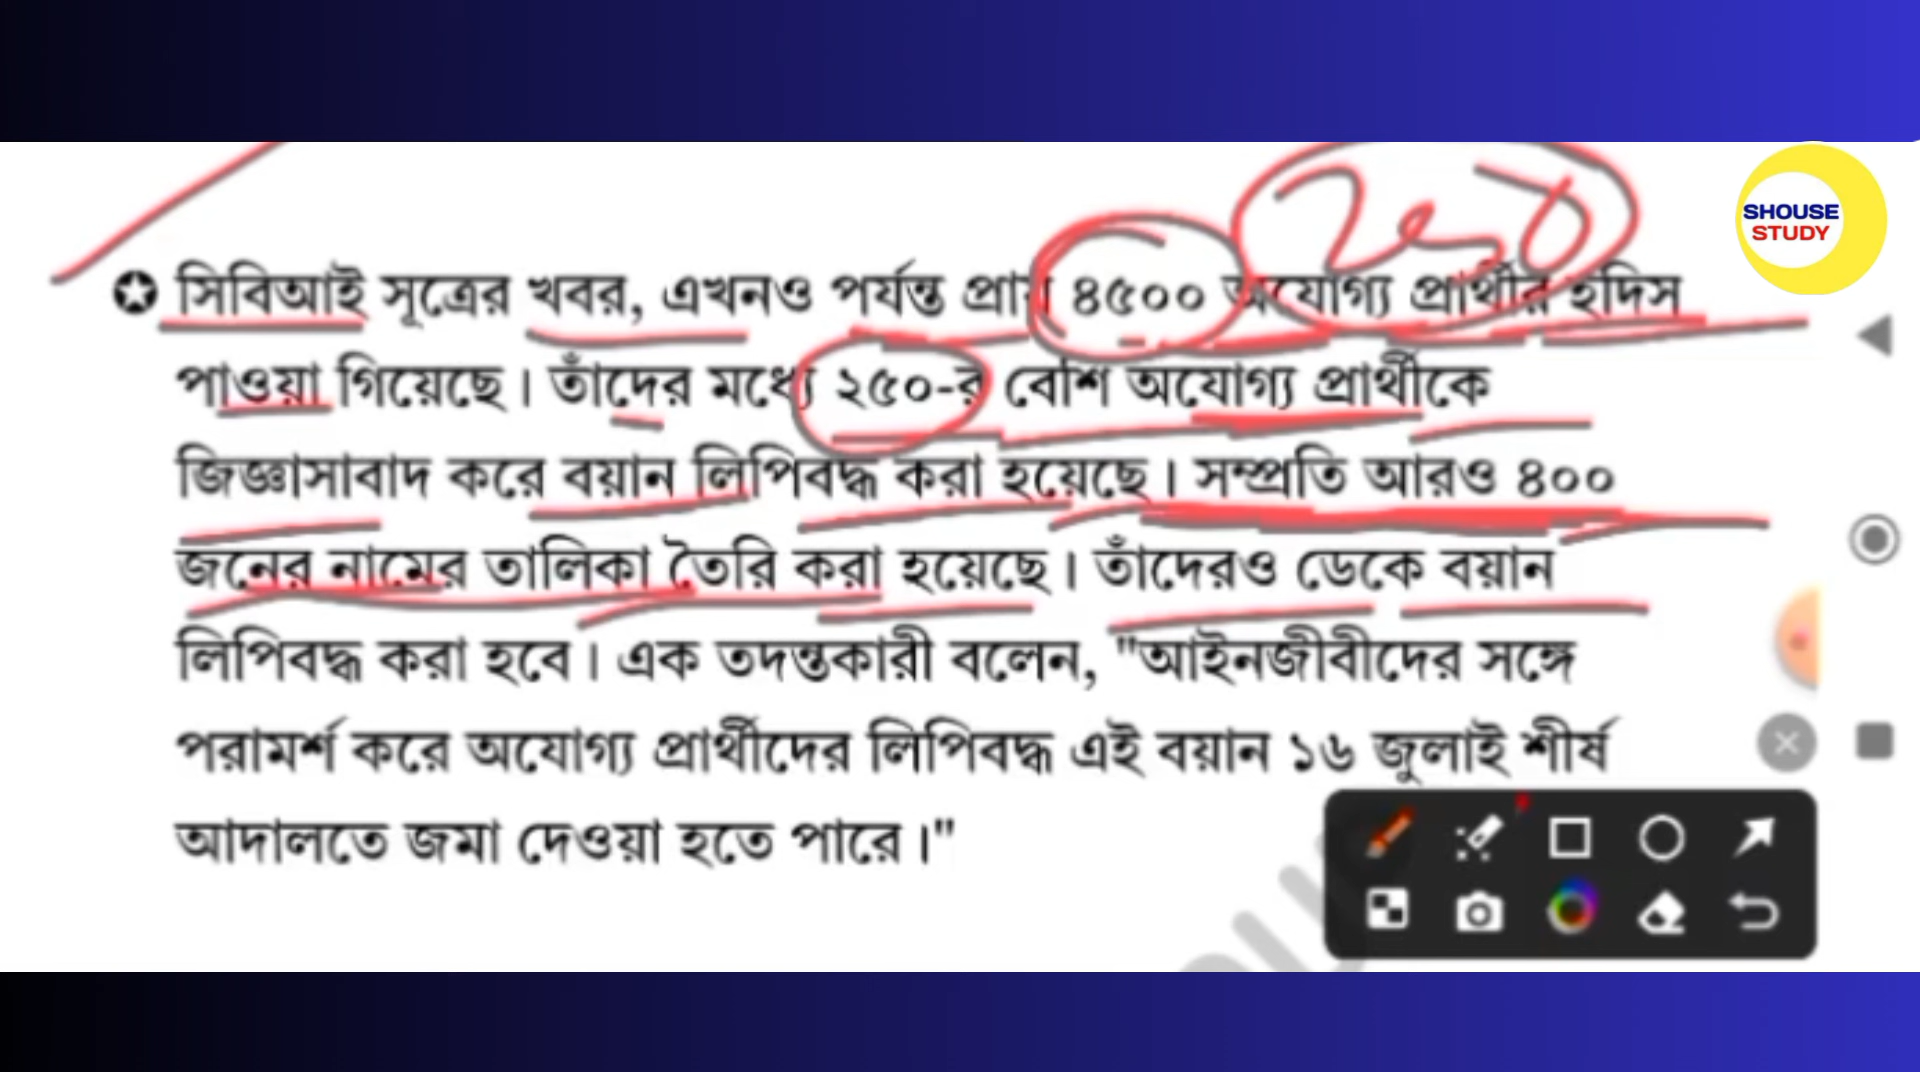 SHOUSE
STUDY
২৫০
✪ সিবিআই সূত্রের খবর, এখনও পর্যন্ত প্রায় ৪৫০০ অযোগ্য প্রার্থীর হদিস
পাওয়া গিয়েছে। তাঁদের মধ্যে ২৫০-র বেশি অযোগ্য প্রার্থীকে
জিজ্ঞাসাবাদ করে বয়ান লিপিবদ্ধ করা হয়েছে। সম্প্রতি আরও ৪০০
জনের নামের তালিকা তৈরি করা হয়েছে। তাঁদেরও ডেকে বয়ান
লিপিবদ্ধ করা হবে। এক তদন্তকারী বলেন, "আইনজীবীদের সঙ্গে
পরামর্শ করে অযোগ্য প্রার্থীদের লিপিবদ্ধ এই বয়ান ১৬ জুলাই শীর্ষ
আদালতে জমা দেওয়া হতে পারে।"